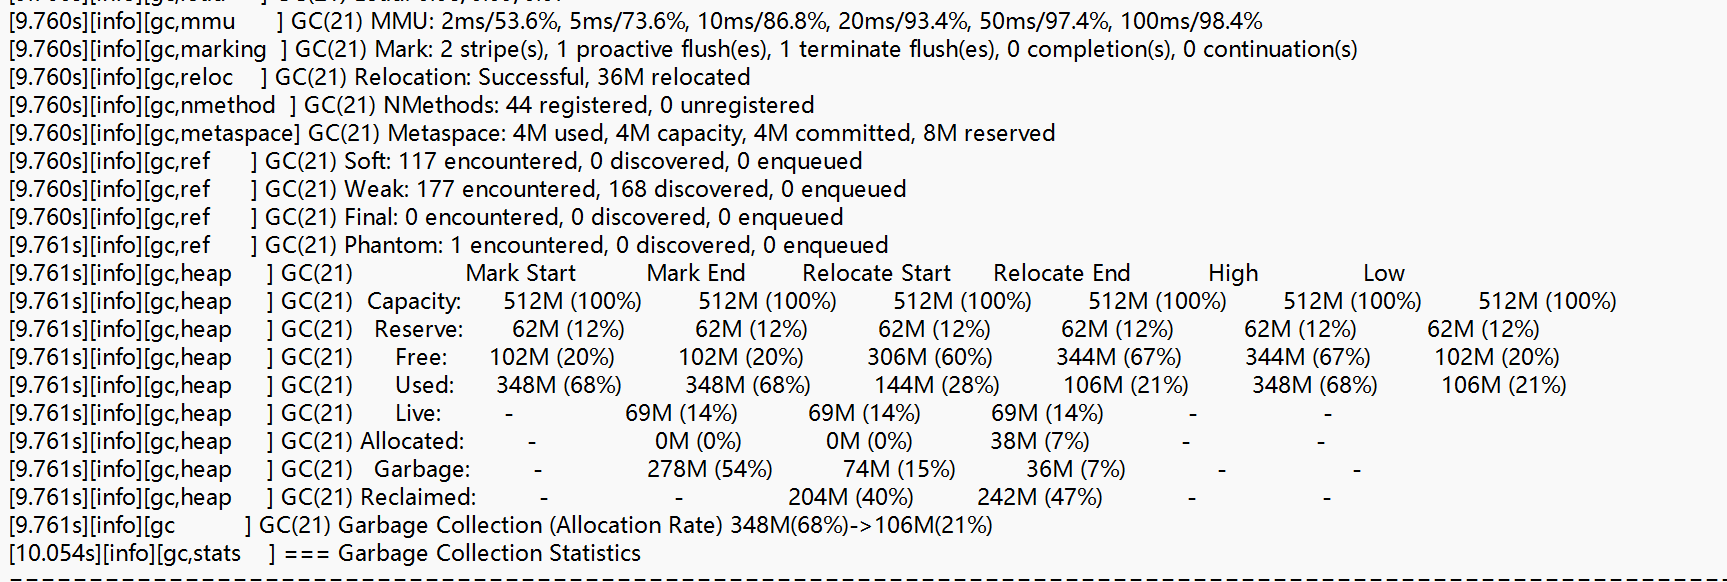 [9.760s][info][gc,mmu ] GC(21) MMU: 2ms/53.6%, 5ms/73.6%, 10ms/86.8%, 20ms/93.4%, 50ms/97.4%, 100ms/98.4%
[9.760s][info][gc,marking ] GC(21) Mark: 2 stripe(s), 1 proactive flush(es), 1 terminate flush(es), 0 completion(s), 0 continuation(s)
[9.760s][info][gc,reloc ] GC(21) Relocation: Successful, 36M relocated
[9.760s][info][gc,nmethod ] GC(21) NMethods: 44 registered, 0 unregistered
[9.760s][info][gc,metaspace] GC(21) Metaspace: 4M used, 4M capacity, 4M committed, 8M reserved
[9.760s][info][gc,ref ] GC(21) Soft: 117 encountered, 0 discovered, 0 enqueued
[9.760s][info][gc,ref ] GC(21) Weak: 177 encountered, 168 discovered, 0 enqueued
[9.760s][info][gc,ref ] GC(21) Final: 0 encountered, 0 discovered, 0 enqueued
[9.761s][info][gc,ref ] GC(21) Phantom: 1 encountered, 0 discovered, 0 enqueued
[9.761s][info][gc,heap ] GC(21) Mark Start Mark End Relocate Start Relocate End High Low
[9.761s][info][gc,heap ] GC(21) Capacity: 512M (100%) 512M (100%) 512M (100%) 512M (100%) 512M (100%) 512M (100%)
[9.761s][info][gc,heap ] GC(21) Reserve: 62M (12%) 62M (12%) 62M (12%) 62M (12%) 62M (12%) 62M (12%)
[9.761s][info][gc,heap ] GC(21) Free: 102M (20%) 102M (20%) 306M (60%) 344M (67%) 344M (67%) 102M (20%)
[9.761s][info][gc,heap ] GC(21) Used: 348M (68%) 348M (68%) 144M (28%) 106M (21%) 348M (68%) 106M (21%)
[9.761s][info][gc,heap ] GC(21) Live: - 69M (14%) 69M (14%) 69M (14%) - -
[9.761s][info][gc,heap ] GC(21) Allocated: - 0M (0%) 0M (0%) 38M (7%) - -
[9.761s][info][gc,heap ] GC(21) Garbage: - 278M (54%) 74M (15%) 36M (7%) - -
[9.761s][info][gc,heap ] GC(21) Reclaimed: - - 204M (40%) 242M (47%) - -
[9.761s][info][gc ] GC(21) Garbage Collection (Allocation Rate) 348M(68%)->106M(21%)
[10.054s][info][gc,stats ] === Garbage Collection Statistics